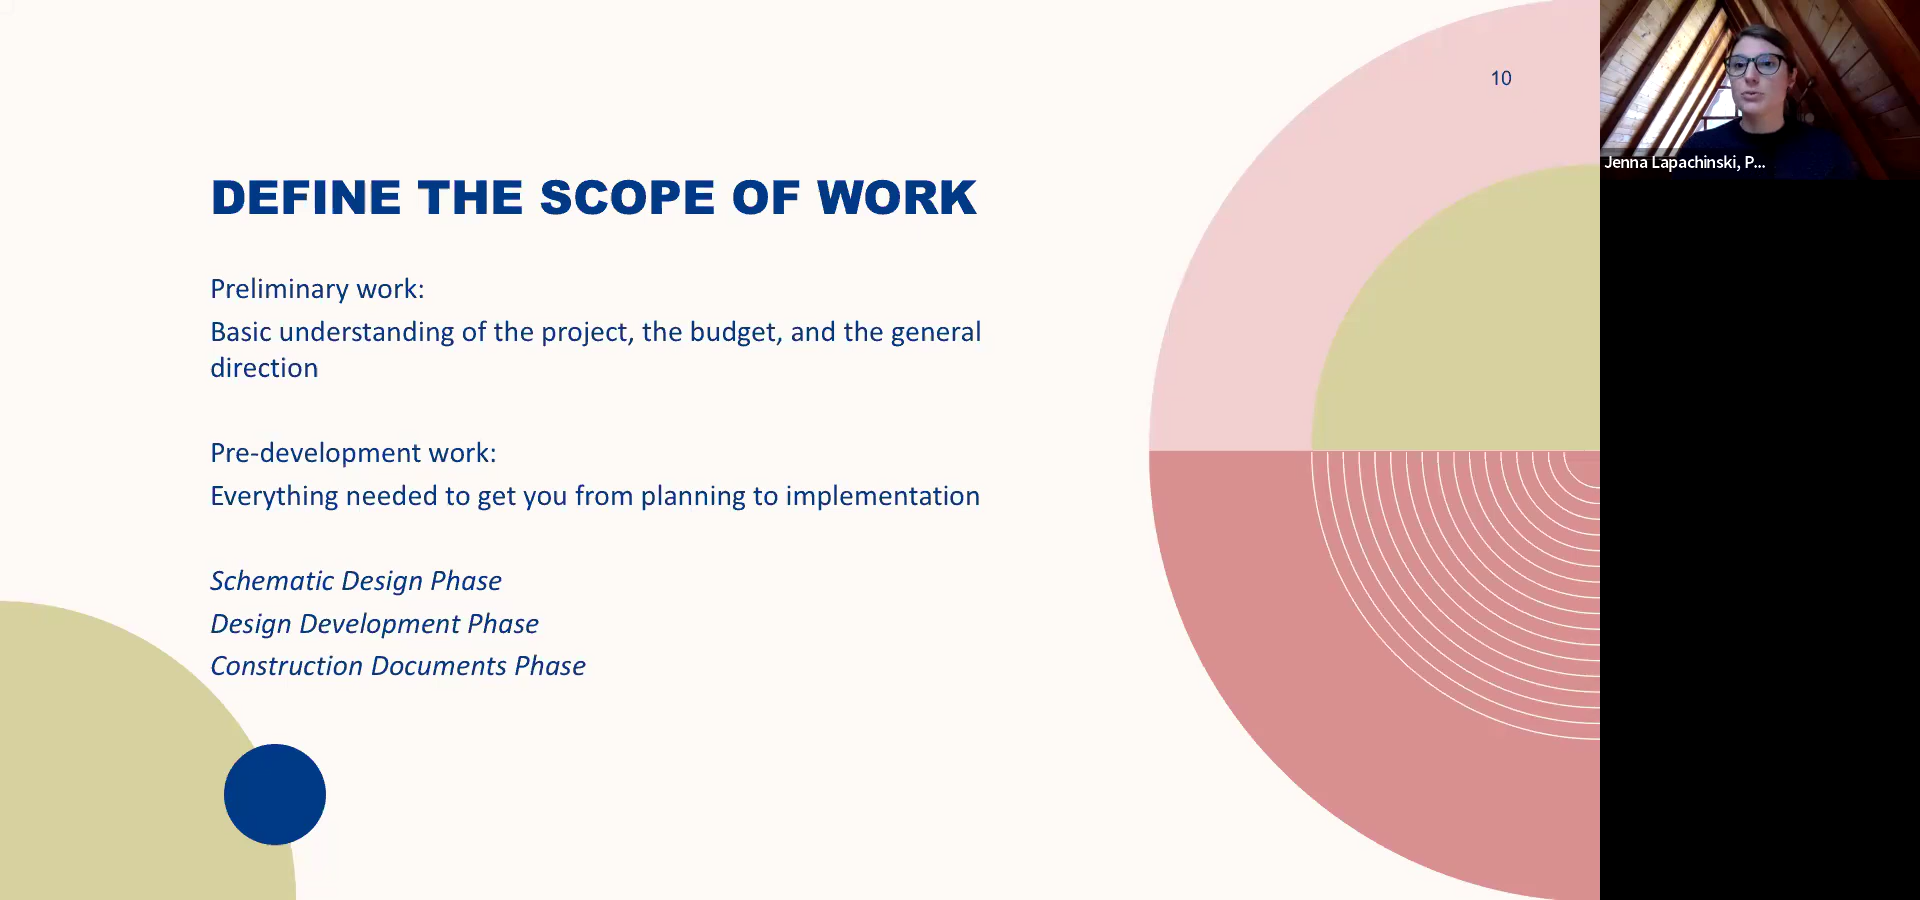 10
DEFINE THE SCOPE OF WORK
Preliminary work:
Basic understanding of the project, the budget, and the general
direction
Pre-development work:
Everything needed to get you from planning to implementation
Schematic Design Phase
Design Development Phase
Construction Documents Phase
Jenna Lapachinski, P...